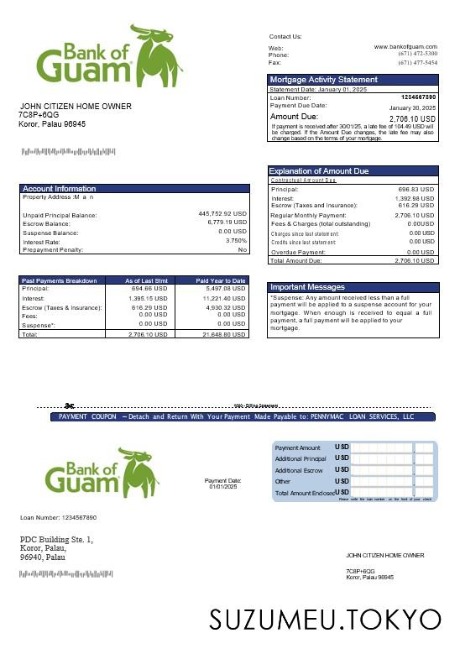 Bank of
Guam
Contact Us:
Web: www.bankofguam.com
Phone: (671) 472-5300
Fax: (671) 477-5454
JOHN CITIZEN HOME OWNER
7C8P+6QG
Koror, Palau 96945
Mortgage Activity Statement
Statement Date: January 01, 2025
Loan Number: 1234567890
Payment Due Date: January 30, 2025
Amount Due: 2,706.10 USD
If payment is received after 30/01/25, a late fee of 104.49 USD will
be charged. If the Amount Due changes, the late fee may also
change based on the terms of your mortgage.
Account Information
Property Address :M a n
Unpaid Principal Balance: 445,752.92 USD
Escrow Balance: 6,779.19 USD
Suspense Balance: 0.00 USD
Interest Rate: 3.750%
Prepayment Penalty: No
Explanation of Amount Due
Contractual Amount Due
Principal: 696.83 USD
Interest: 1,392.98 USD
Escrow (Taxes and Insurance): 616.29 USD
Regular Monthly Payment: 2,706.10 USD
Fees & Charges (total outstanding) 0.00USD
Charges since last statement: 0.00 USD
Credits since last statement: 0.00 USD
Overdue Payment: 0.00 USD
Total Amount Due: 2,706.10 USD
Past Payments Breakdown As of Last Stmt Paid Year to Date
Principal: 694.66 USD 5,497.08 USD
Interest: 1,395.15 USD 11,221.40 USD
Escrow (Taxes & Insurance): 616.29 USD 4,930.32 USD
Fees: 0.00 USD 0.00 USD
Suspense*: 0.00 USD 0.00 USD
Total: 2,706.10 USD 21,648.80 USD
Important Messages
*Suspense: Any amount received less than a full
payment will be applied to a suspense account for your
mortgage. When enough is received to equal a full
payment, a full payment will be applied to your
mortgage.
PAYMENT COUPON – Detach and Return With Your Payment Made Payable to: PENNYMAC LOAN SERVICES, LLC
Bank of
Guam
Payment Date:
01/01/2025
Payment Amount USD
Additional Principal USD
Additional Escrow USD
Other USD
Total Amount Enclosed USD
Loan Number: 1234567890
PDC Building Ste. 1,
Koror, Palau,
96940, Palau
JOHN CITIZEN HOME OWNER
7C8P+6QG
Koror, Palau 96945
SUZUMEU.TOKYO